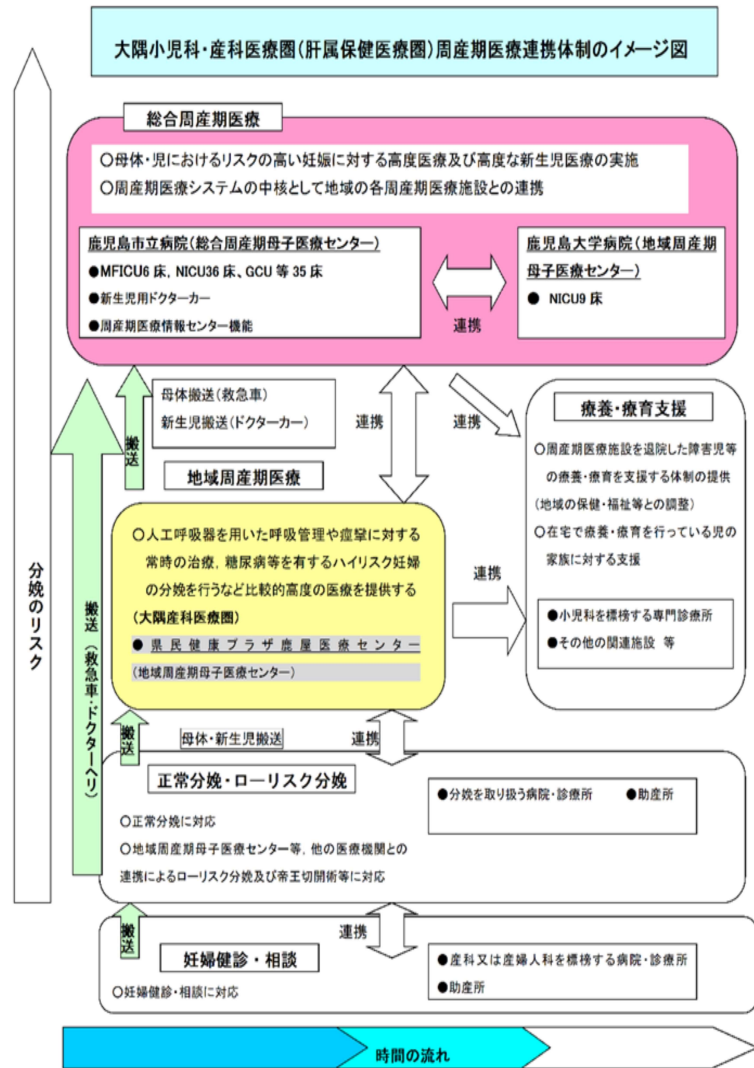 大隅小児科・産科医療圏(肝属保健医療圏)周産期医療連携体制のイメージ図
総合周産期医療
○母体・児におけるリスクの高い妊娠に対する高度医療及び高度な新生児医療の実施
○周産期医療システムの中核として地域の各周産期医療施設との連携
鹿児島市立病院(総合周産期母子医療センター)
●MFICU6床, NICU36床、GCU等35床
●新生児用ドクターカー
●周産期医療情報センター機能
連携
鹿児島大学病院(地域周産期
母子医療センター)
● NICU9床
搬送
母体搬送(救急車)
新生児搬送(ドクターカー)
連携
連携
地域周産期医療
○人工呼吸器を用いた呼吸管理や痙攣に対する
常時の治療, 糖尿病等を有するハイリスク妊婦
の分娩を行うなど比較的高度の医療を提供する
(大隅産科医療圏)
●県民健康プラザ鹿屋医療センター
(地域周産期母子医療センター)
連携
療養・療育支援
○周産期医療施設を退院した障害児等
の療養・療育を支援する体制の提供
(地域の保健・福祉等との調整)
○在宅で療養・療育を行っている児の
家族に対する支援
●小児科を標榜する専門診療所
●その他の関連施設 等
分娩のリスク
搬送(救急車・ドクターヘリ)
搬送
母体・新生児搬送
連携
正常分娩・ローリスク分娩
○正常分娩に対応
○地域周産期母子医療センター等, 他の医療機関との
連携によるローリスク分娩及び帝王切開術等に対応
●分娩を取り扱う病院・診療所 ●助産所
搬送
連携
妊婦健診・相談
○妊婦健診・相談に対応
●産科又は産婦人科を標榜する病院・診療所
●助産所
時間の流れ